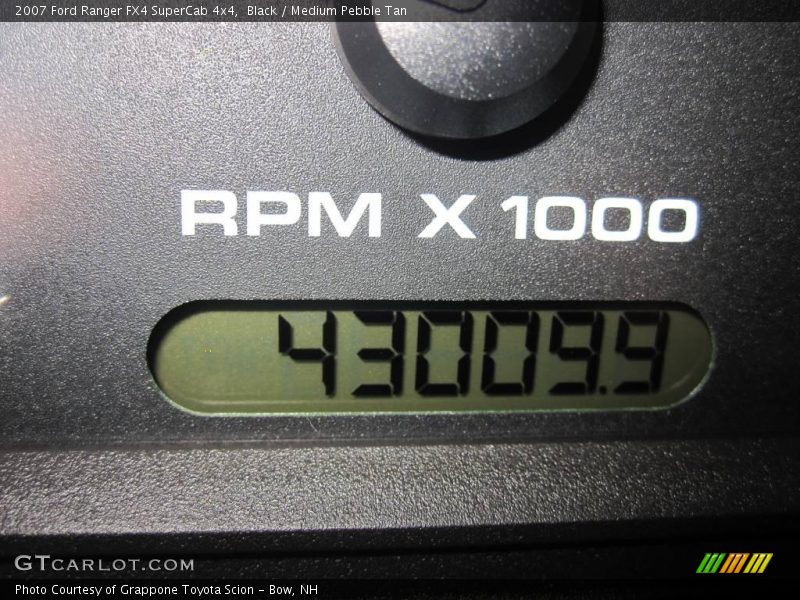 2007 Ford Ranger FX4 SuperCab 4x4, Black / Medium Pebble Tan
RPM X 1000
43009.9
GTCARLOT.COM
Photo Courtesy of Grappone Toyota Scion - Bow, NH